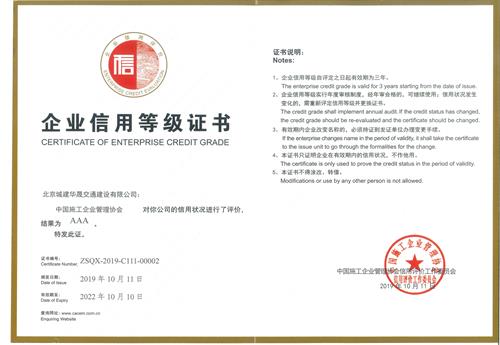 企业信用评价
信
ENTERPRISE CREDIT EVALUATION
企业信用等级证书
CERTIFICATE OF ENTERPRISE CREDIT GRADE
北京城建华晟交通建设有限公司:
中国施工企业管理协会 对你公司的信用状况进行了评价,
结果为 AAA 。
特发此证。
证书编号: ZSQX-2019-C111-00002
Certificate Number
颁发日期 2019 年 10 月 11 日
Date of Issue
有效期至 2022 年 10 月 10 日
Date of Expiry
查询网址: www.cacem.com.cn
Enquiring Website
证书说明:
Notes:
1、企业信用等级自评定之日起有效期为三年。
The enterprise credit grade is valid for 3 years starting from the date of issue.
2、企业信用等级实行年度审核制度。经年审合格的,可继续使用;信用状况发生
变化的,需重新评定信用等级并更换证书。
The credit grade shall implement annual audit. If the credit status has changed,
the credit grade should be re-evaluated and the certificate should be changed.
3、有效期内企业改变名称的,必须持证到发证单位办理变更手续。
If the enterprise changes name in the period of validity, it shall take the certificate
to the issue unit to go through the formalities for the change.
4、本证书只证明企业在有效期内的信用状况,不作他用。
The certificate is only used to prove the credit status in the period of validity.
5、本证书不得涂改,转借。
Modifications or use by any other person is not allowed.
中国施工企业管理协会
信用评价工作委员会
中国施工企业管理协会信用评价工作委员会
2019 年 10 月 11 日